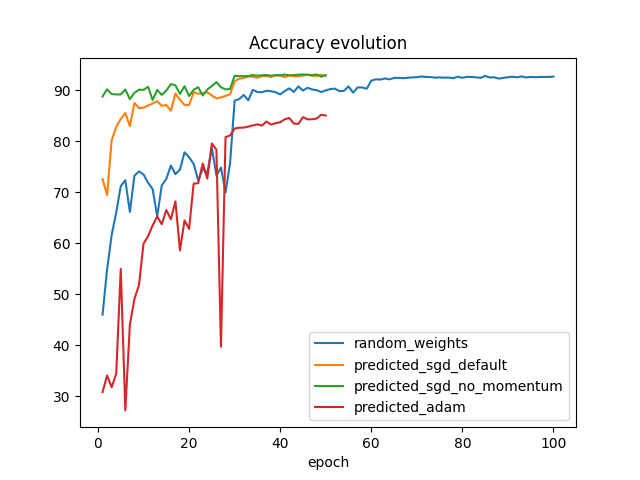 Accuracy evolution
90
80
70
60
50
40
30
0
20
40
60
80
100
epoch
random_weights
predicted_sgd_default
predicted_sgd_no_momentum
predicted_adam